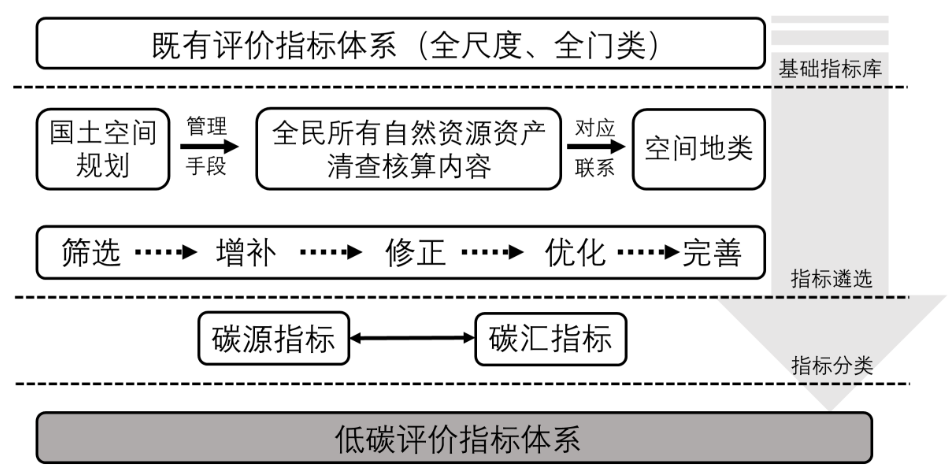 既有评价指标体系（全尺度、全门类）
基础指标库
国土空间
规划
管理
手段
全民所有自然资源资产
清查核算内容
对应
联系
空间地类
筛选 增补 修正 优化 完善
指标遴选
碳源指标 碳汇指标
指标分类
低碳评价指标体系